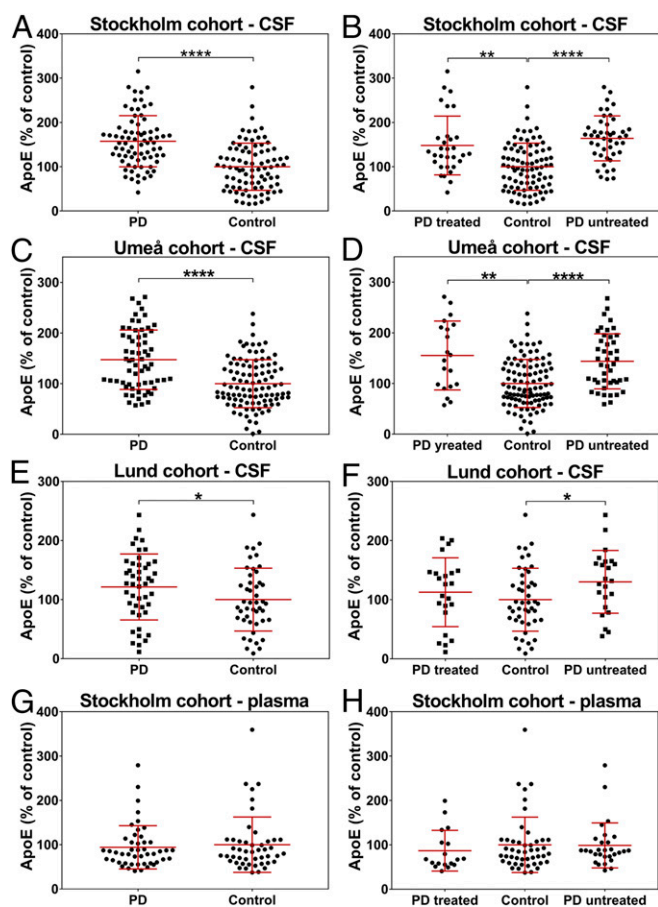 A Stockholm cohort - CSF
ApoE (% of control)
400
300
200
100
0
****
PD Control
B Stockholm cohort - CSF
ApoE (% of control)
400
300
200
100
0
** ****
PD treated Control PD untreated
C Umeå cohort - CSF
ApoE (% of control)
300
200
100
0
****
PD Control
D Umeå cohort - CSF
ApoE (% of control)
300
200
100
0
** ****
PD yreated Control PD untreated
E Lund cohort - CSF
ApoE (% of control)
300
200
100
0
*
PD Control
F Lund cohort - CSF
ApoE (% of control)
300
200
100
0
*
PD treated Control PD untreated
G Stockholm cohort - plasma
ApoE (% of control)
400
300
200
100
0
PD Control
H Stockholm cohort - plasma
ApoE (% of control)
400
300
200
100
0
PD treated Control PD untreated